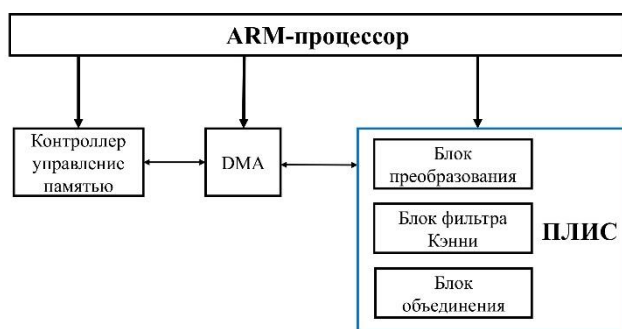 ARM-процессор
Контроллер
управление
памятью
DMA
Блок
преобразования
Блок фильтра
Кэнни
ПЛИС
Блок
объединения